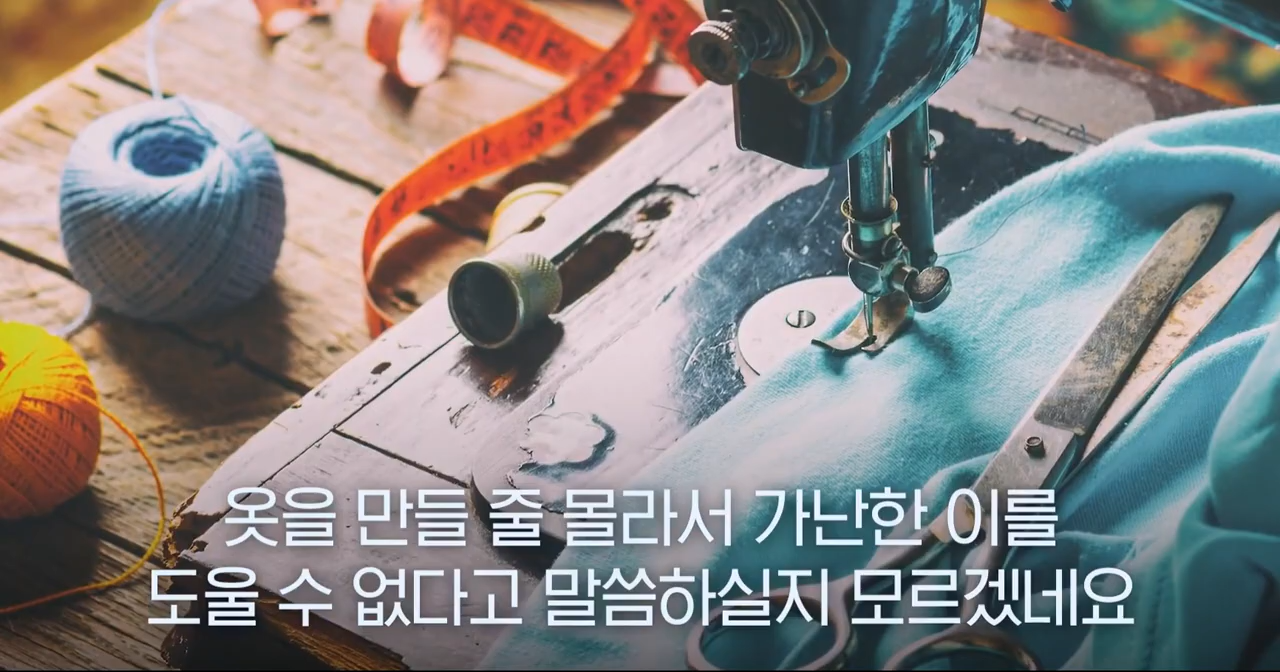 옷을 만들 줄 몰라서 가난한 이를
도울 수 없다고 말씀하실지 모르겠네요